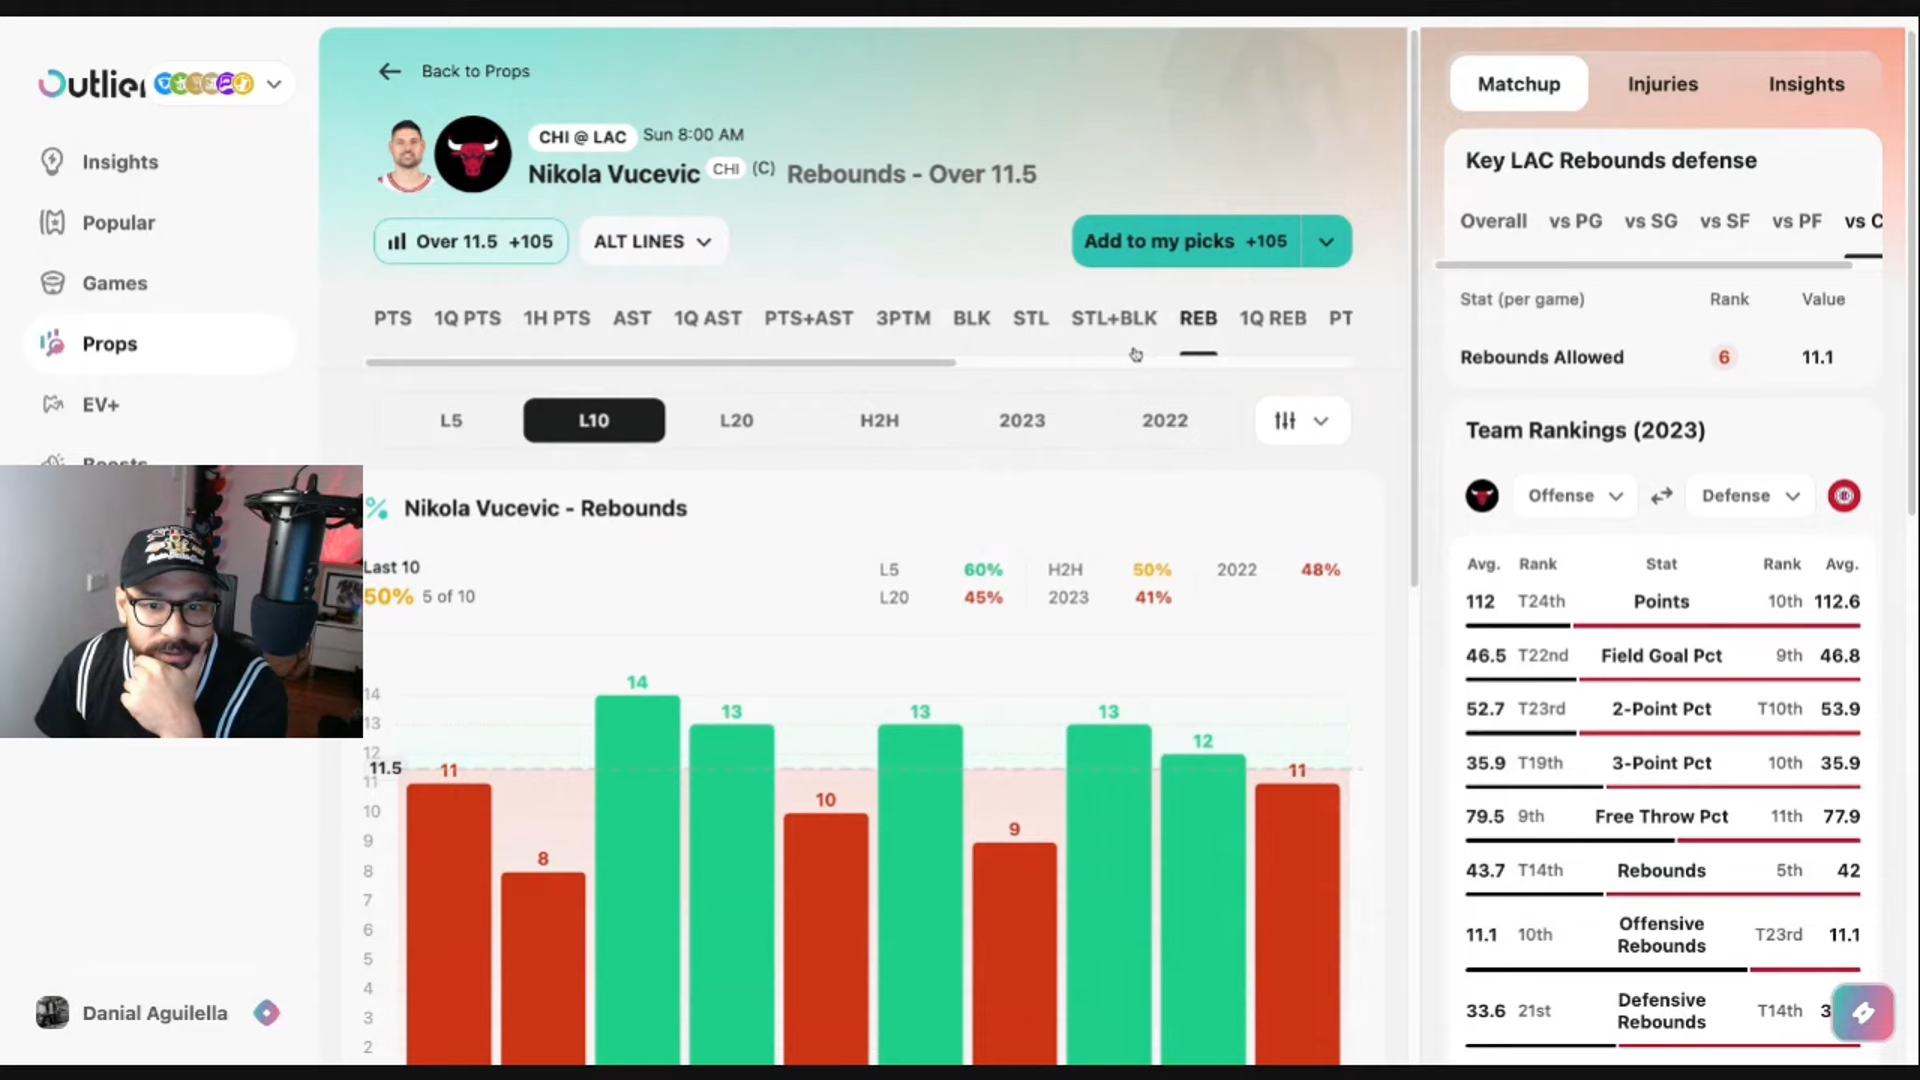 Outlier
Insights
Popular
Games
Props
EV+
Boosts
Danial Aguilella
Back to Props
CHI @ LAC Sun 8:00 AM
Nikola Vucevic CHI (C) Rebounds - Over 11.5
Over 11.5 +105
ALT LINES
Add to my picks +105
PTS 1Q PTS 1H PTS AST 1Q AST PTS+AST 3PTM BLK STL STL+BLK REB 1Q REB PT
L5 L10 L20 H2H 2023 2022
Nikola Vucevic - Rebounds
Last 10
50% 5 of 10
L5 60% H2H 50% 2022 48%
L20 45% 2023 41%
14
13
12
11.5
11
10
9
8
7
6
5
4
3
2
11 8 14 13 10 13 9 13 12 11
Matchup Injuries Insights
Key LAC Rebounds defense
Overall vs PG vs SG vs SF vs PF vs C
Stat (per game) Rank Value
Rebounds Allowed 6 11.1
Team Rankings (2023)
Offense Defense
Avg. Rank Stat Rank Avg.
112 T24th Points 10th 112.6
46.5 T22nd Field Goal Pct 9th 46.8
52.7 T23rd 2-Point Pct T10th 53.9
35.9 T19th 3-Point Pct 10th 35.9
79.5 9th Free Throw Pct 11th 77.9
43.7 T14th Rebounds 5th 42
11.1 10th Offensive Rebounds T23rd 11.1
33.6 21st Defensive Rebounds T14th 3